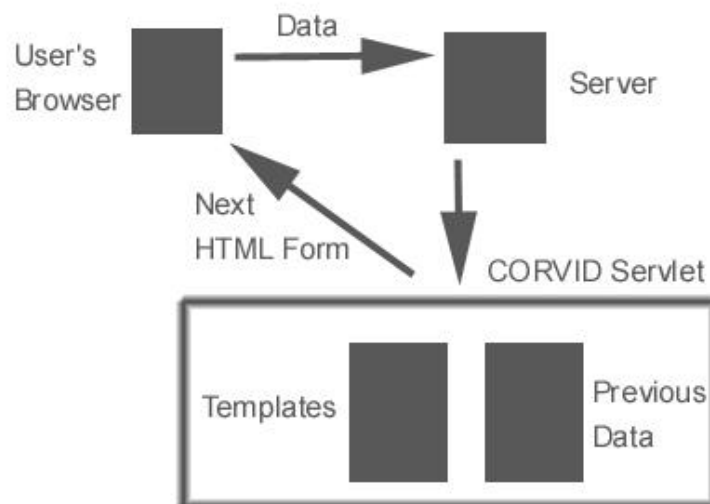 Data
User's
Browser
Server
Next
HTML Form
CORVID Servlet
Templates
Previous
Data